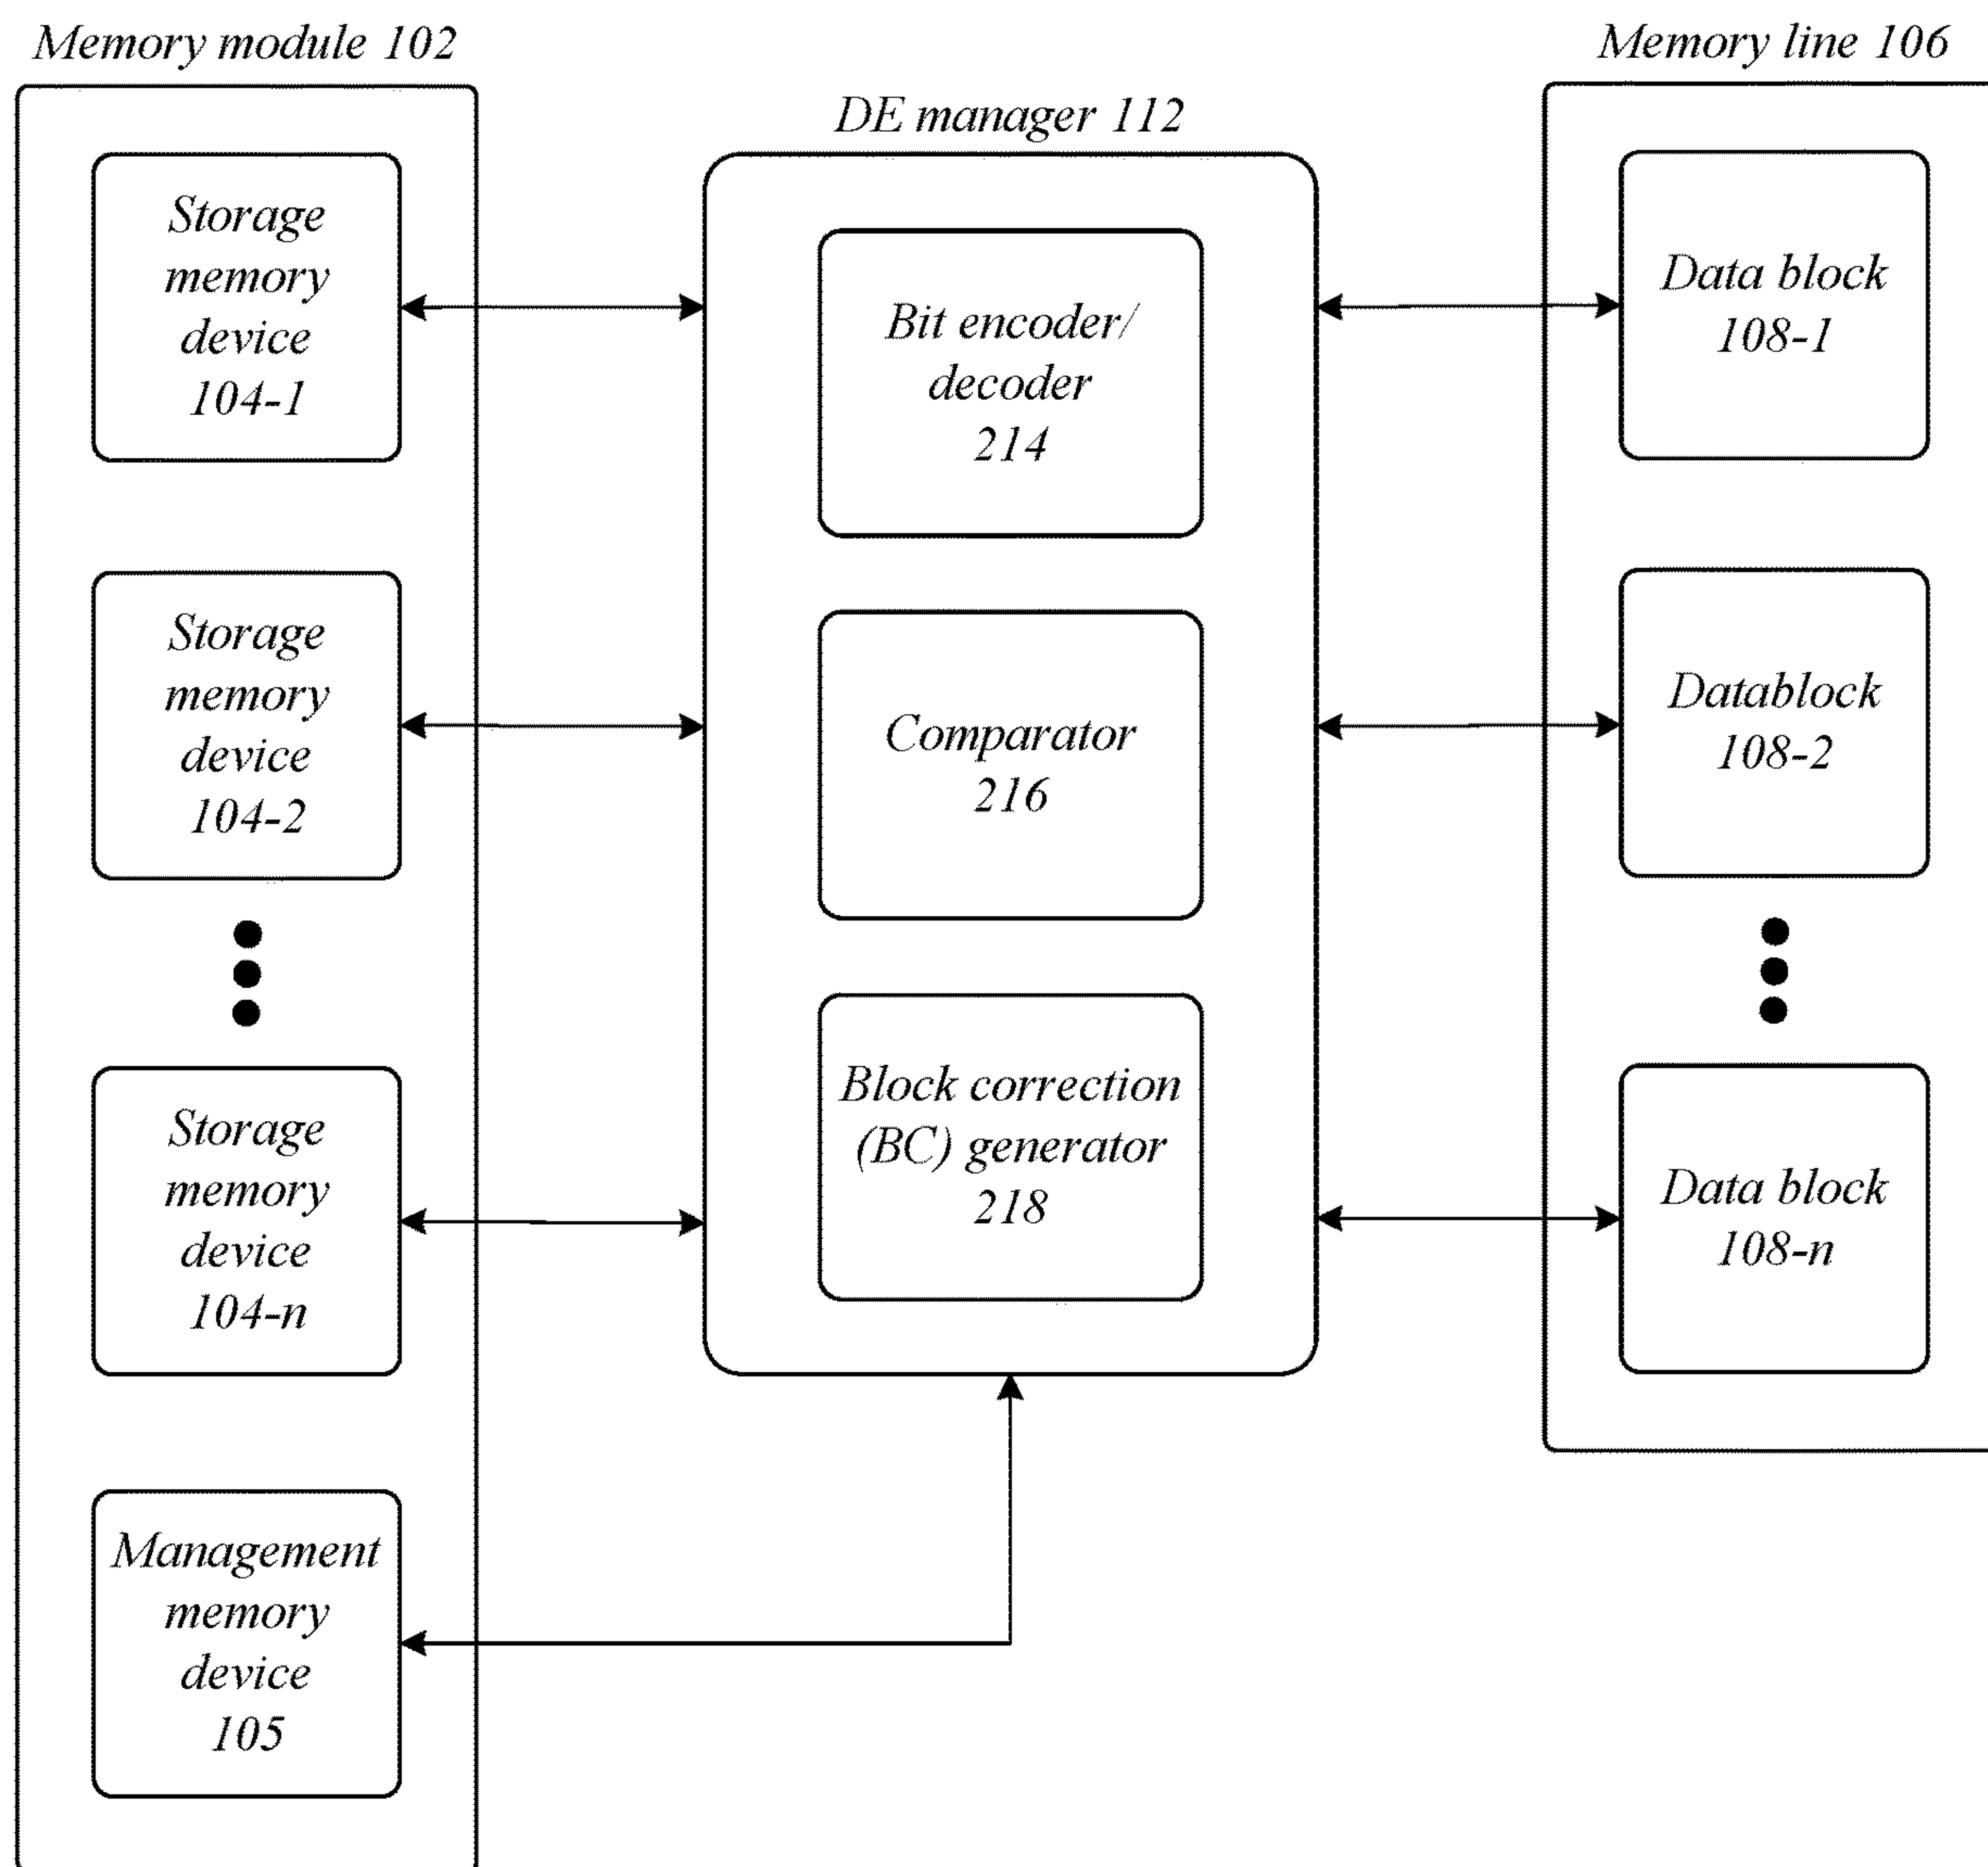 Memory module 102
Storage
memory
device
104-1
Storage
memory
device
104-2
Storage
memory
device
104-n
Management
memory
device
105
DE manager 112
Bit encoder/
decoder
214
Comparator
216
Block correction
(BC) generator
218
Memory line 106
Data block
108-1
Datablock
108-2
Data block
108-n